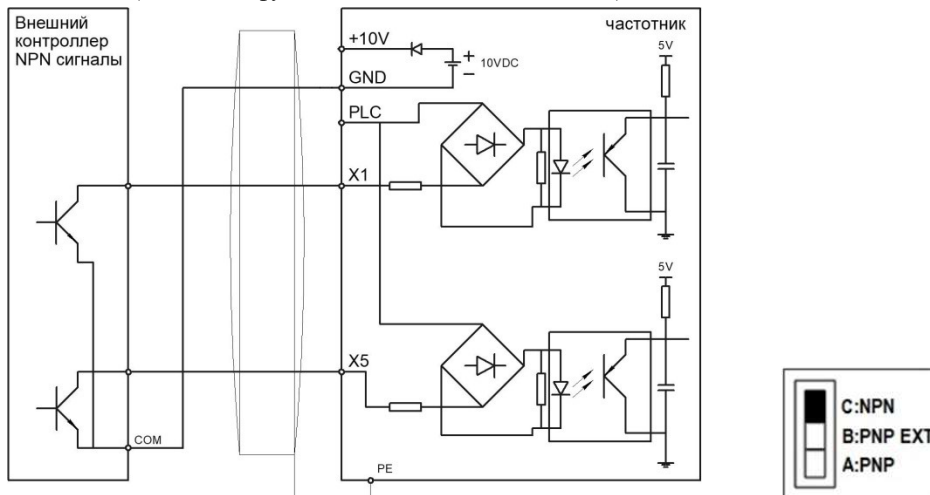 Внешний
контроллер
NPN сигналы
COM
частотник
+10V
10VDC
GND
PLC
X1
5V
X5
5V
PE
C:NPN
B:PNP EXT
A:PNP